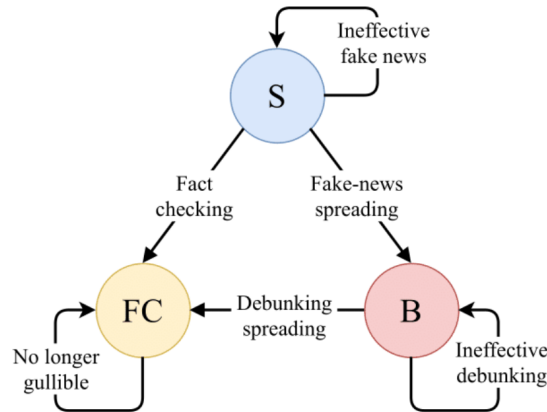 Ineffective
fake news
S
Fact
checking
Fake-news
spreading
FC
Debunking
spreading
B
No longer
gullible
Ineffective
debunking